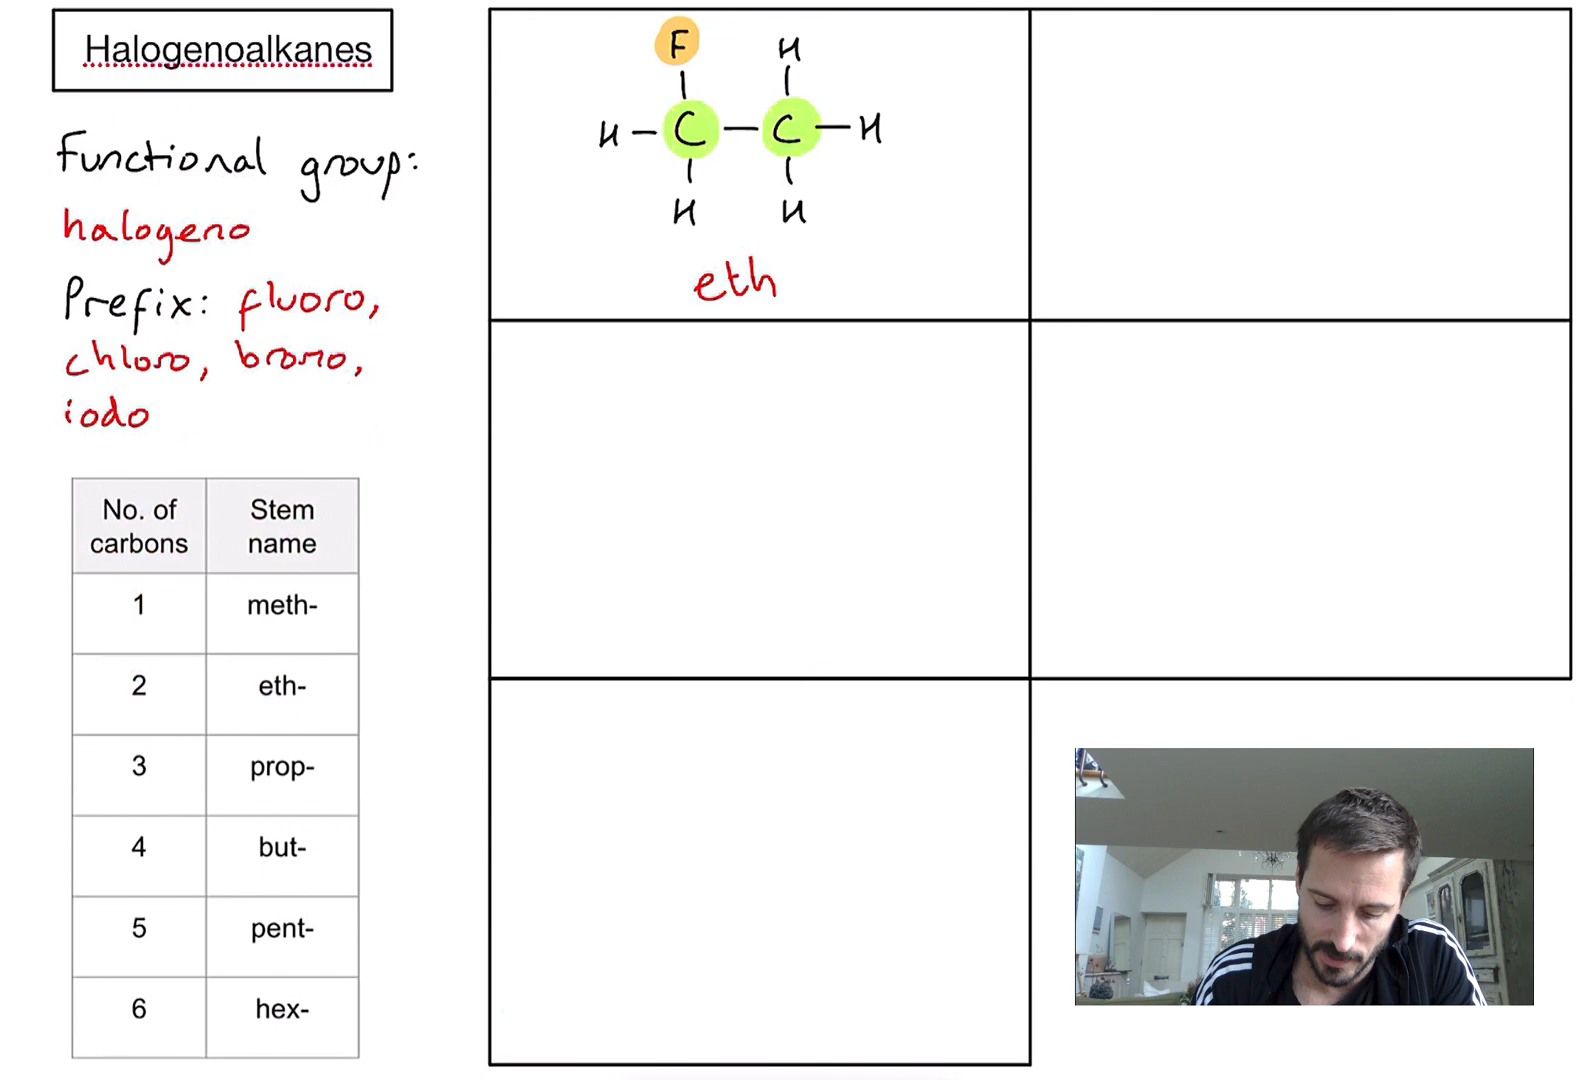 Halogenoalkanes
Functional group:
halogeno
Prefix: fluoro,
chloro, bromo,
iodo
No. of carbons Stem name
1 meth-
2 eth-
3 prop-
4 but-
5 pent-
6 hex-
F H
H – C – C – H
H H
eth